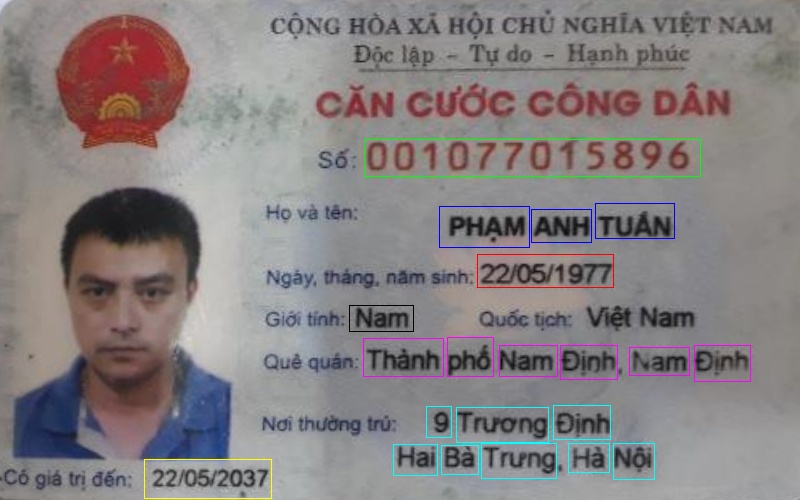 CỘNG HÒA XÃ HỘI CHỦ NGHĨA VIỆT NAM
Độc lập - Tự do - Hạnh phúc
CĂN CƯỚC CÔNG DÂN
Số: 001077015896
Họ và tên:
PHẠM ANH TUẤN
Ngày, tháng, năm sinh: 22/05/1977
Giới tính: Nam Quốc tịch: Việt Nam
Quê quán: Thành phố Nam Định, Nam Định
Nơi thường trú: 9 Trương Định
Hai Bà Trưng, Hà Nội
Có giá trị đến: 22/05/2037